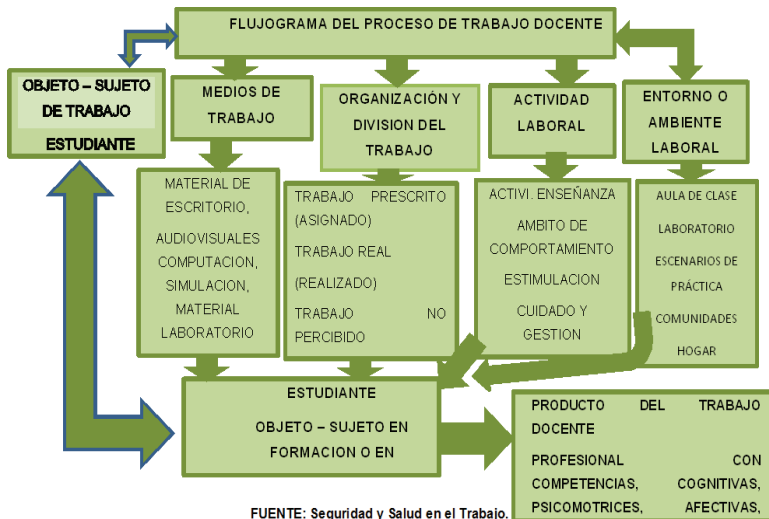 FLUJOGRAMA DEL PROCESO DE TRABAJO DOCENTE
OBJETO – SUJETO
DE TRABAJO
ESTUDIANTE
MEDIOS DE
TRABAJO
ORGANIZACIÓN Y
DIVISION DEL
TRABAJO
ACTIVIDAD
LABORAL
ENTORNO O
AMBIENTE
LABORAL
MATERIAL DE
ESCRITORIO,
AUDIOVISUALES
COMPUTACION,
SIMULACION,
MATERIAL
LABORATORIO
TRABAJO PRESCRITO
(ASIGNADO)
TRABAJO REAL
(REALIZADO)
TRABAJO NO
PERCIBIDO
ACTIVI. ENSEÑANZA
AMBITO DE
COMPORTAMIENTO
ESTIMULACION
CUIDADO Y
GESTION
AULA DE CLASE
LABORATORIO
ESCENARIOS DE
PRÁCTICA
COMUNIDADES
HOGAR
ESTUDIANTE
OBJETO – SUJETO EN
FORMACION O EN
PRODUCTO DEL TRABAJO
DOCENTE
PROFESIONAL CON
COMPETENCIAS, COGNITIVAS,
PSICOMOTRICES, AFECTIVAS,
FUENTE: Seguridad y Salud en el Trabajo.